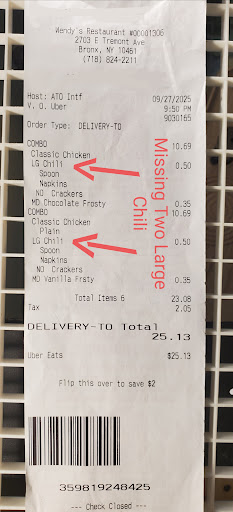 Wendy's Restaurant #00001306
2703 E Tremont Ave
Bronx, NY 10461
(718) 824-2211
Host: ATO Intf 09/27/2025
V. O. Uber 9:50 PM
9030165
Order Type: DELIVERY-TO
COMBO 10.69
Classic Chicken
LG Chili 0.50
Spoon
Napkins
NO Crackers
MD Chocolate Frosty 0.35
COMBO 10.69
Classic Chicken
Plain
LG Chili 0.50
Spoon
Napkins
NO Crackers
MD Vanilla Frsty 0.35
Total Items 6 23.08
Tax 2.05
DELIVERY-TO Total
25.13
Uber Eats $25.13
Flip this over to save $2
359819248425
--- Check Closed ---
Missing Two Large
Chili